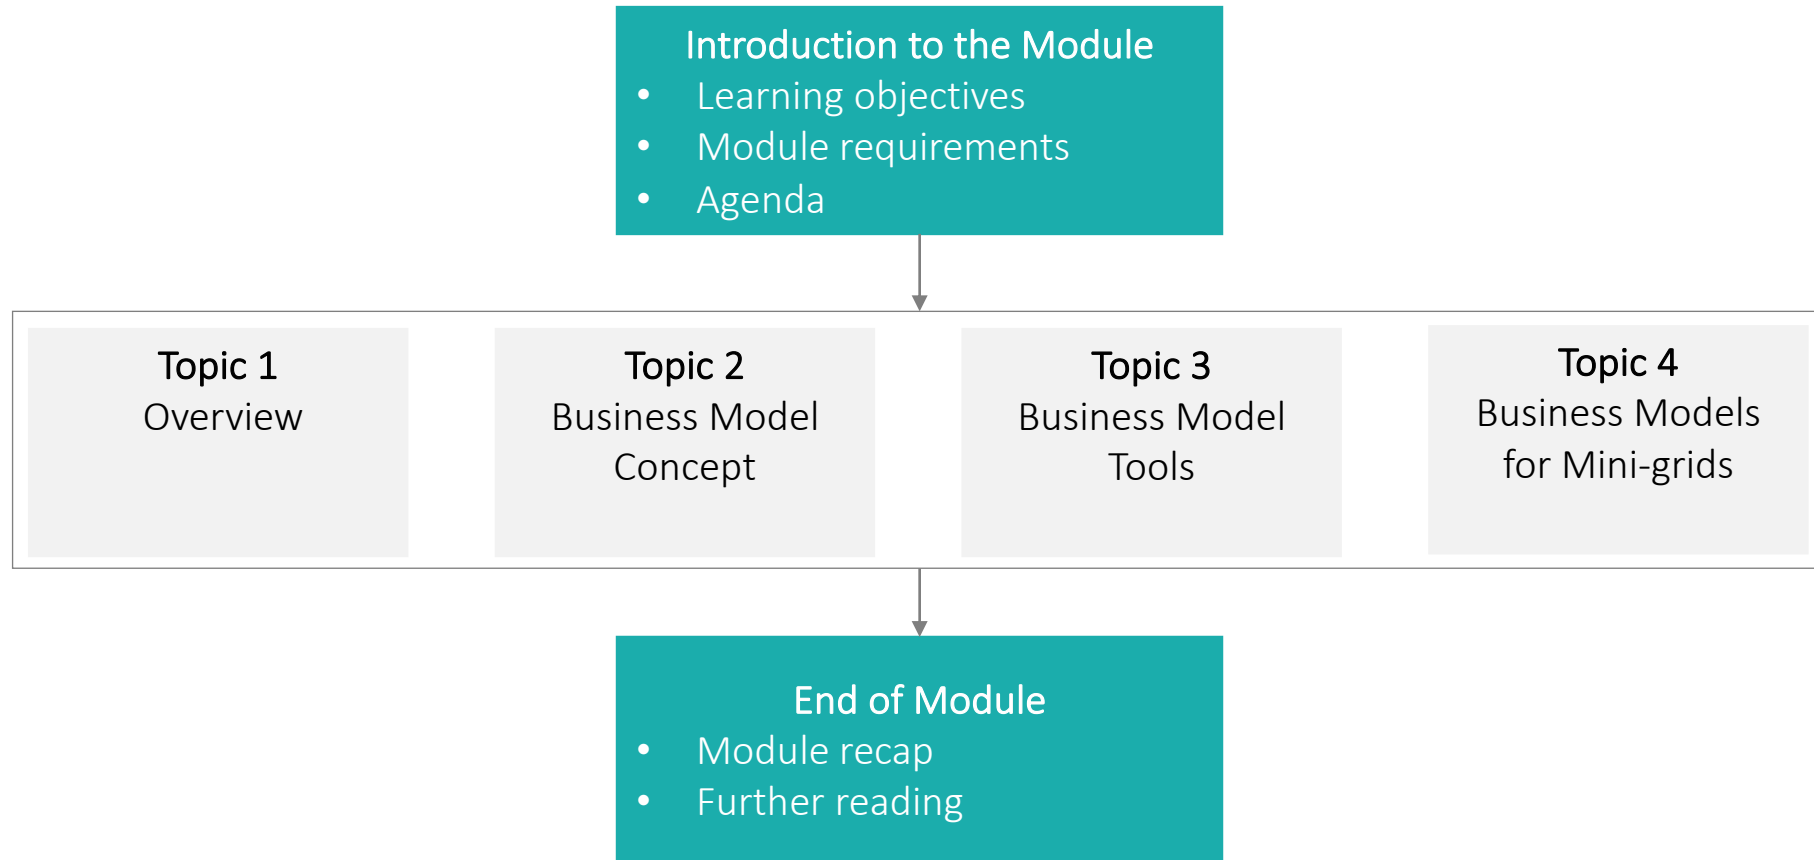 Introduction to the Module
• Learning objectives
• Module requirements
• Agenda
Topic 1
Overview
Topic 2
Business Model
Concept
Topic 3
Business Model
Tools
Topic 4
Business Models
for Mini-grids
End of Module
• Module recap
• Further reading